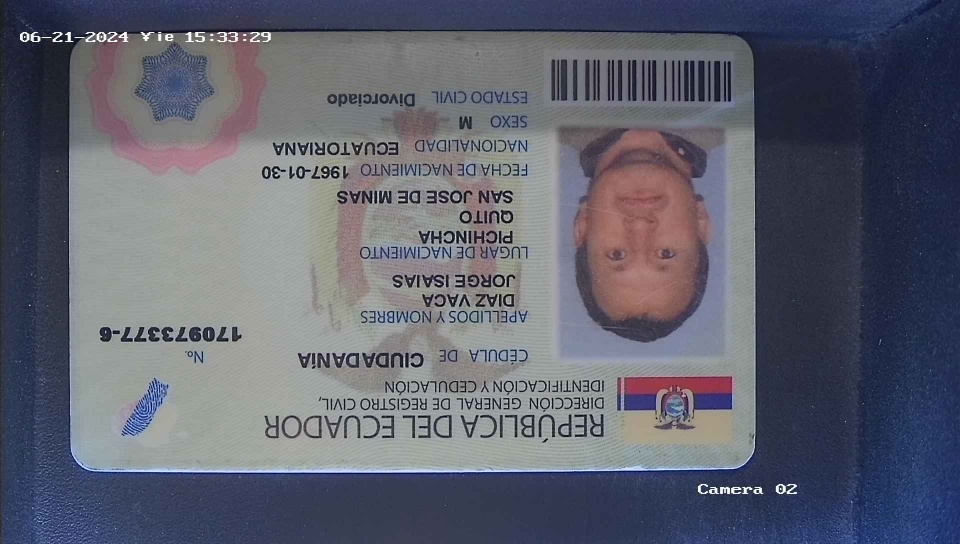 06-21-2024 Vie 15:33:29
REPÚBLICA DEL ECUADOR
DIRECCIÓN GENERAL DE REGISTRO CIVIL,
IDENTIFICACIÓN Y CEDULACIÓN
CÉDULA DE CIUDADANÍA
No. 170973377-6
APELLIDOS Y NOMBRES
DIAZ VACA
JORGE ISAIAS
LUGAR DE NACIMIENTO
PICHINCHA
QUITO
SAN JOSE DE MINAS
FECHA DE NACIMIENTO 1967-01-30
NACIONALIDAD ECUATORIANA
SEXO M
ESTADO CIVIL Divorciado
Camera 02